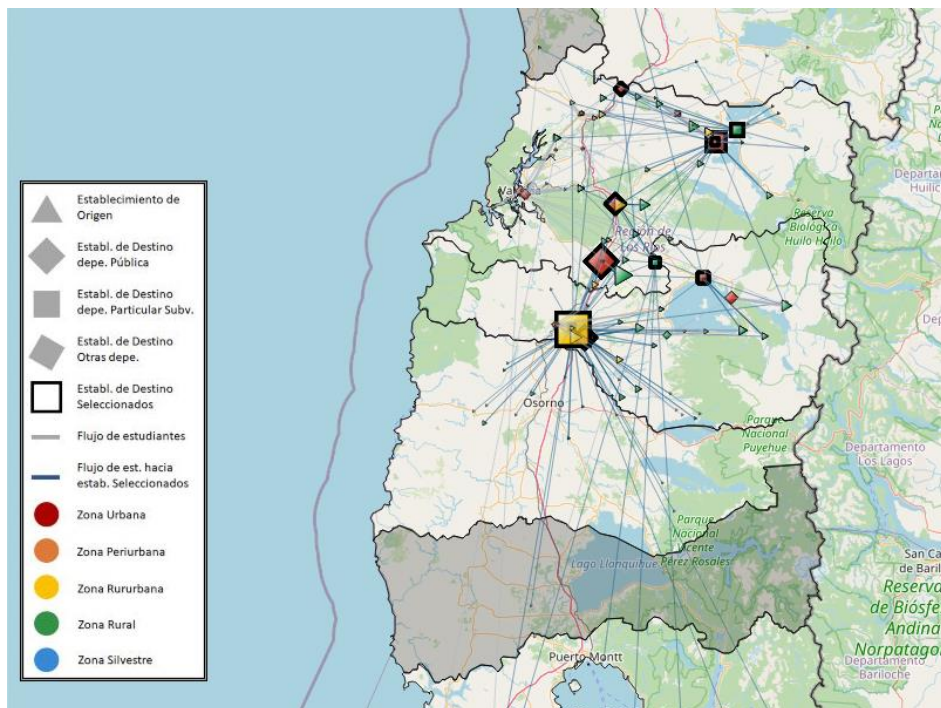 Establecimiento de
Origen
Establ. de Destino
depe. Pública
Establ. de Destino
depe. Particular Subv.
Establ. de Destino
Otras depe.
Establ. de Destino
Seleccionados
Flujo de estudiantes
Flujo de est. hacia
estab. Seleccionados
Zona Urbana
Zona Periurbana
Zona Rururbana
Zona Rural
Zona Silvestre
Región de
Los Ríos
Reserva
Biológica
Huilo Huilo
Osorno
Parque
Nacional
Puyehue
Departamento
Los Lagos
Parque
Nacional
Vicente
Pérez Rosales
Lago Llanquihue
Puerto Montt
San Ca
de Baril
Reserva
de Biósfe
Andina
Norpatago
Departamento
Bariloche
Departa
Huilic